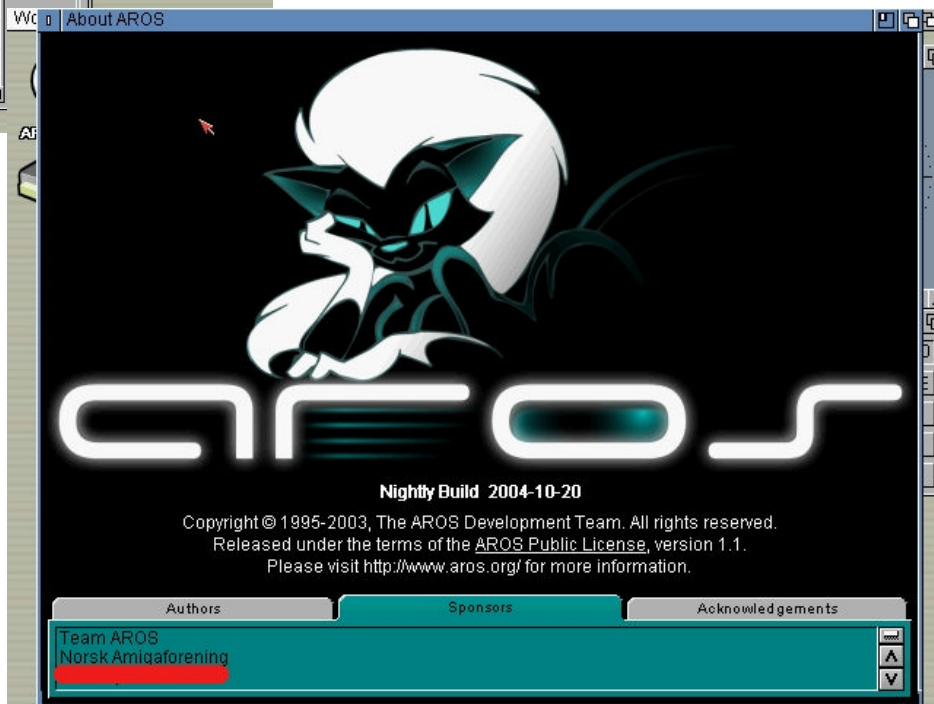 About AROS
aros
Nightly Build 2004-10-20
Copyright © 1995-2003, The AROS Development Team. All rights reserved.
Released under the terms of the AROS Public License, version 1.1.
Please visit http://www.aros.org/ for more information.
Authors Sponsors Acknowledgements
Team AROS
Norsk Amigaforening